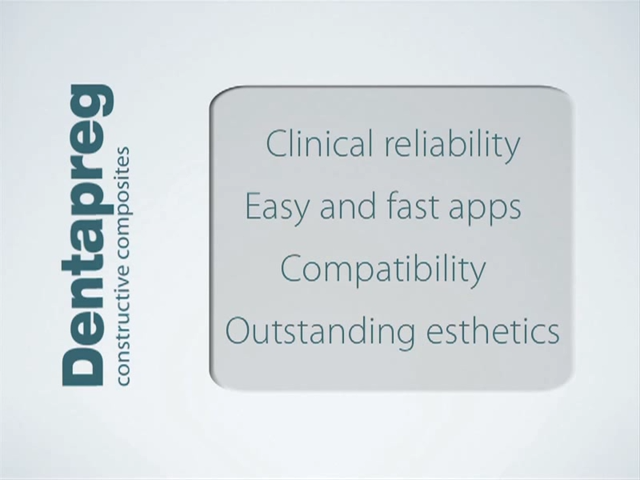 Dentapreg
constructive composites
Clinical reliability
Easy and fast apps
Compatibility
Outstanding esthetics